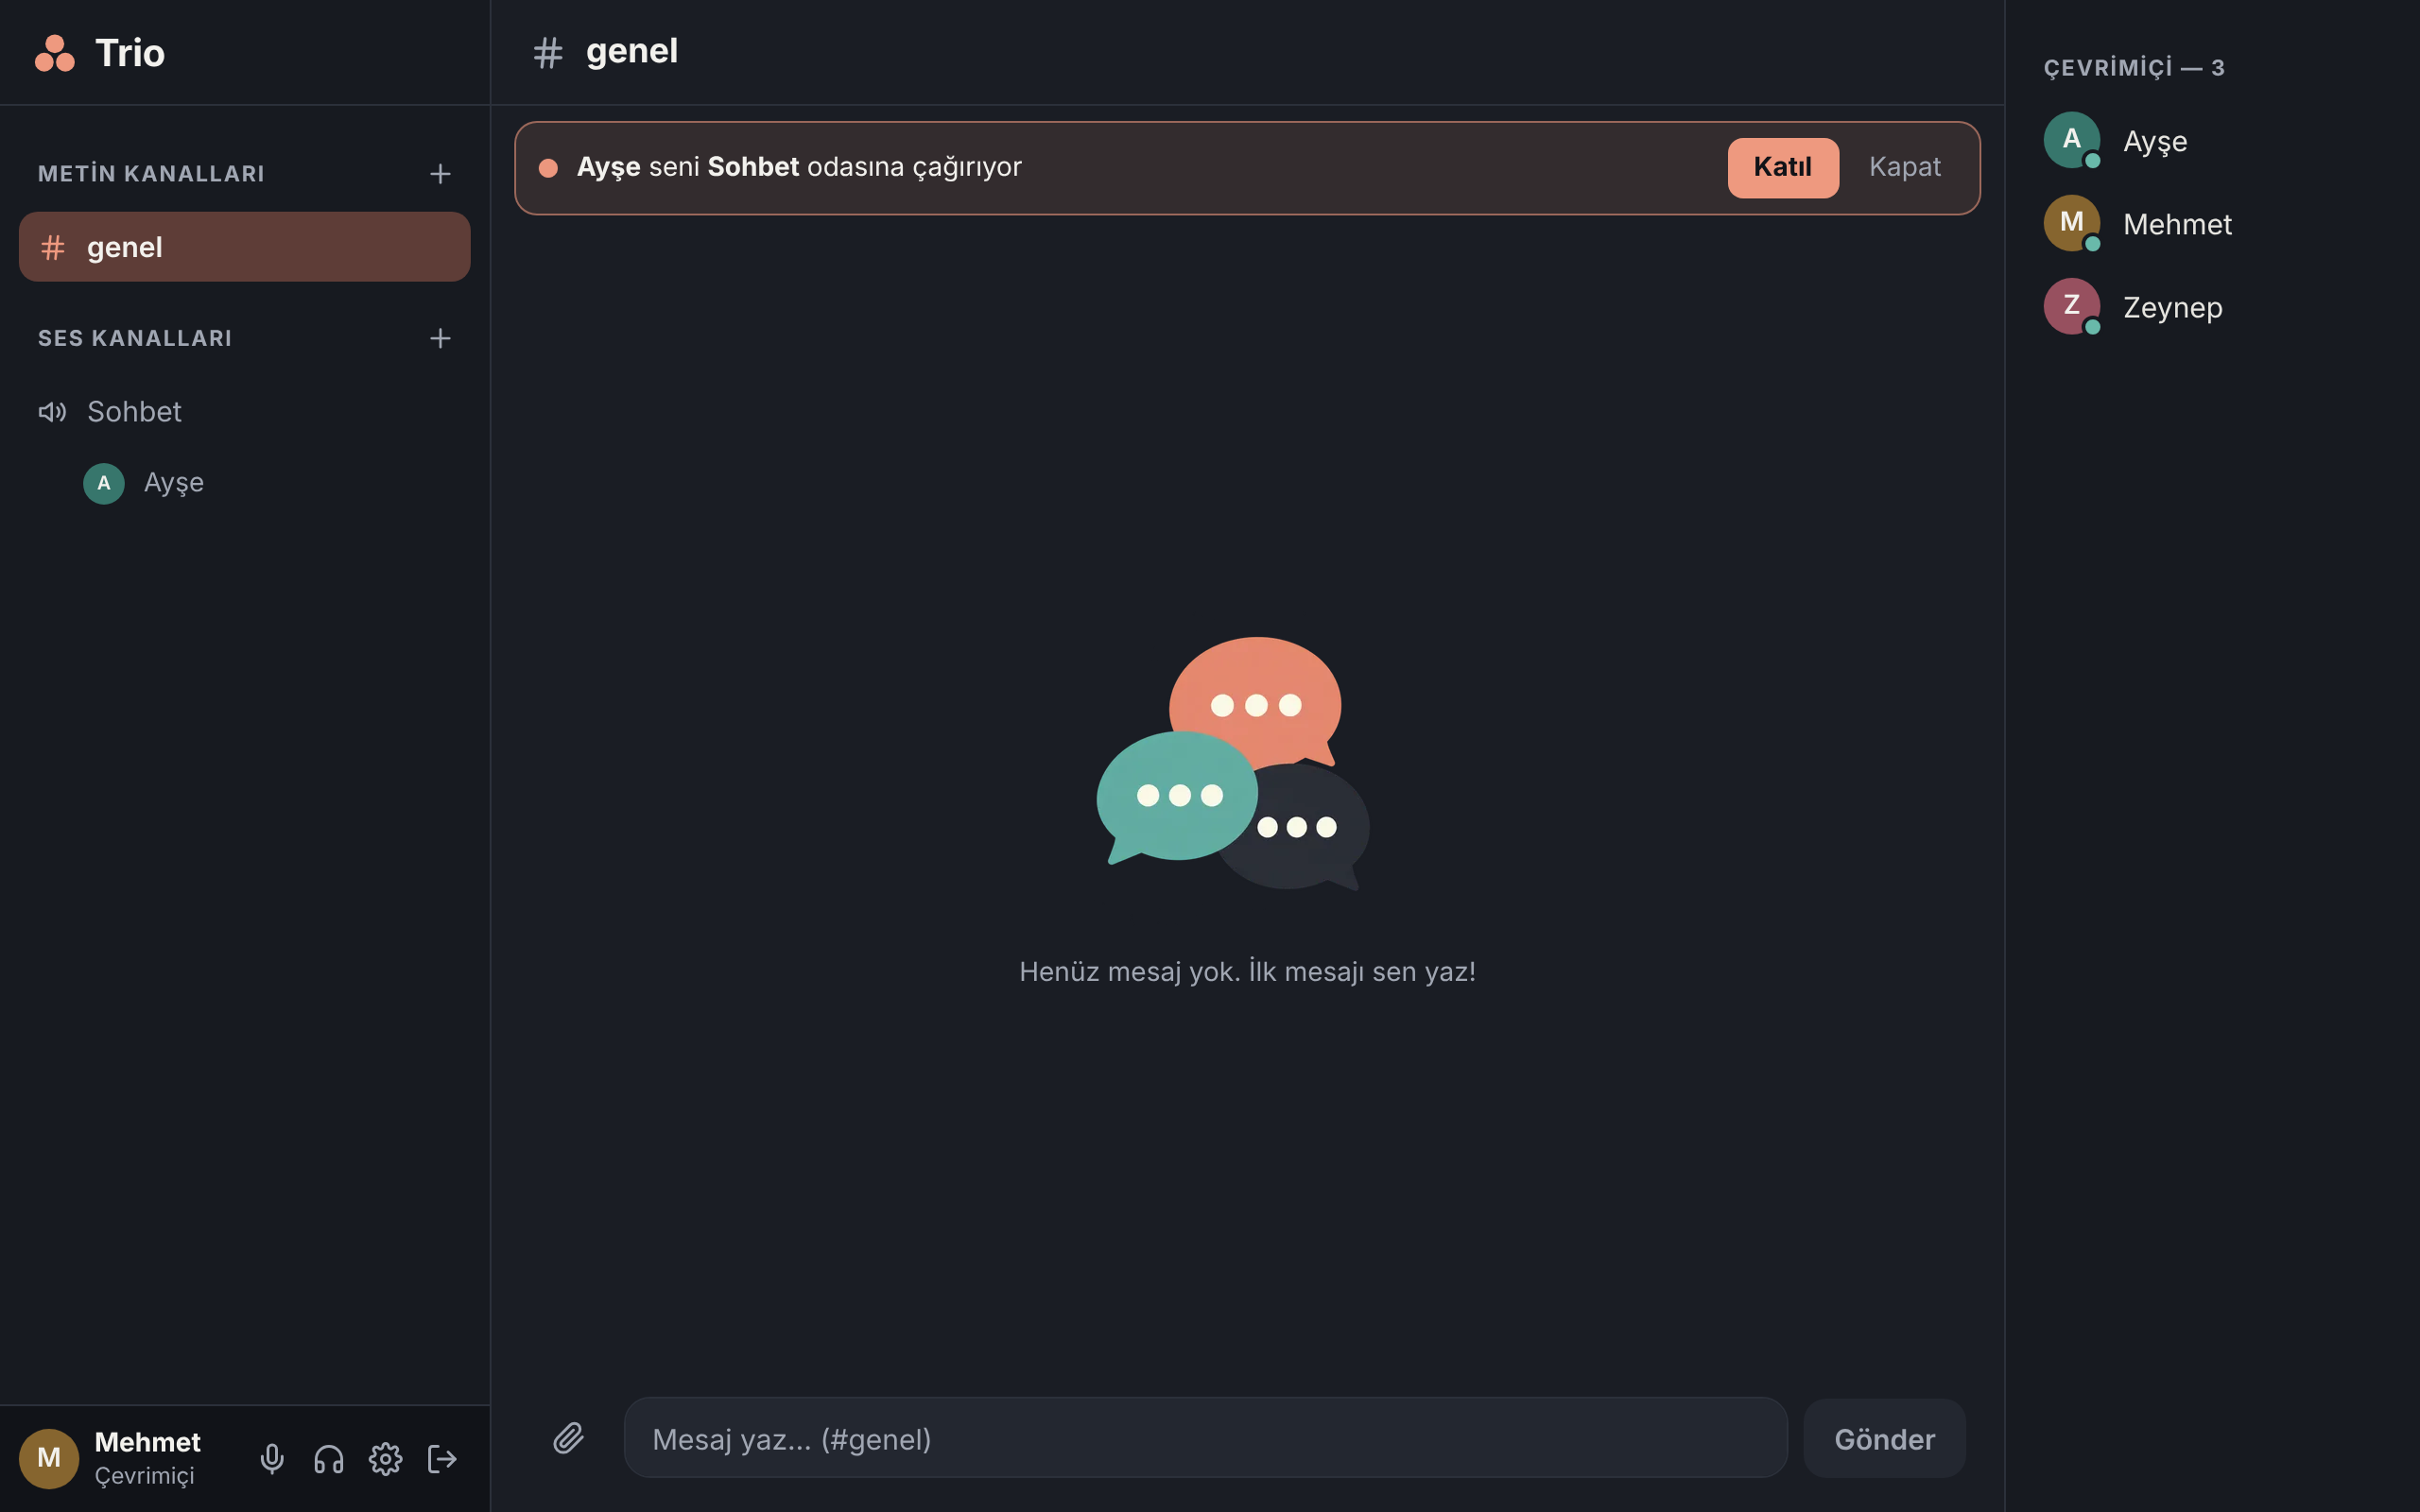 Trio
METİN KANALLARI
# genel
SES KANALLARI
Sohbet
A Ayşe
M
Mehmet
Çevrimiçi
# genel
Ayşe seni Sohbet odasına çağırıyor
Katıl
Kapat
Henüz mesaj yok. İlk mesajı sen yaz!
Mesaj yaz... (#genel)
Gönder
ÇEVRİMİÇİ — 3
A Ayşe
M Mehmet
Z Zeynep